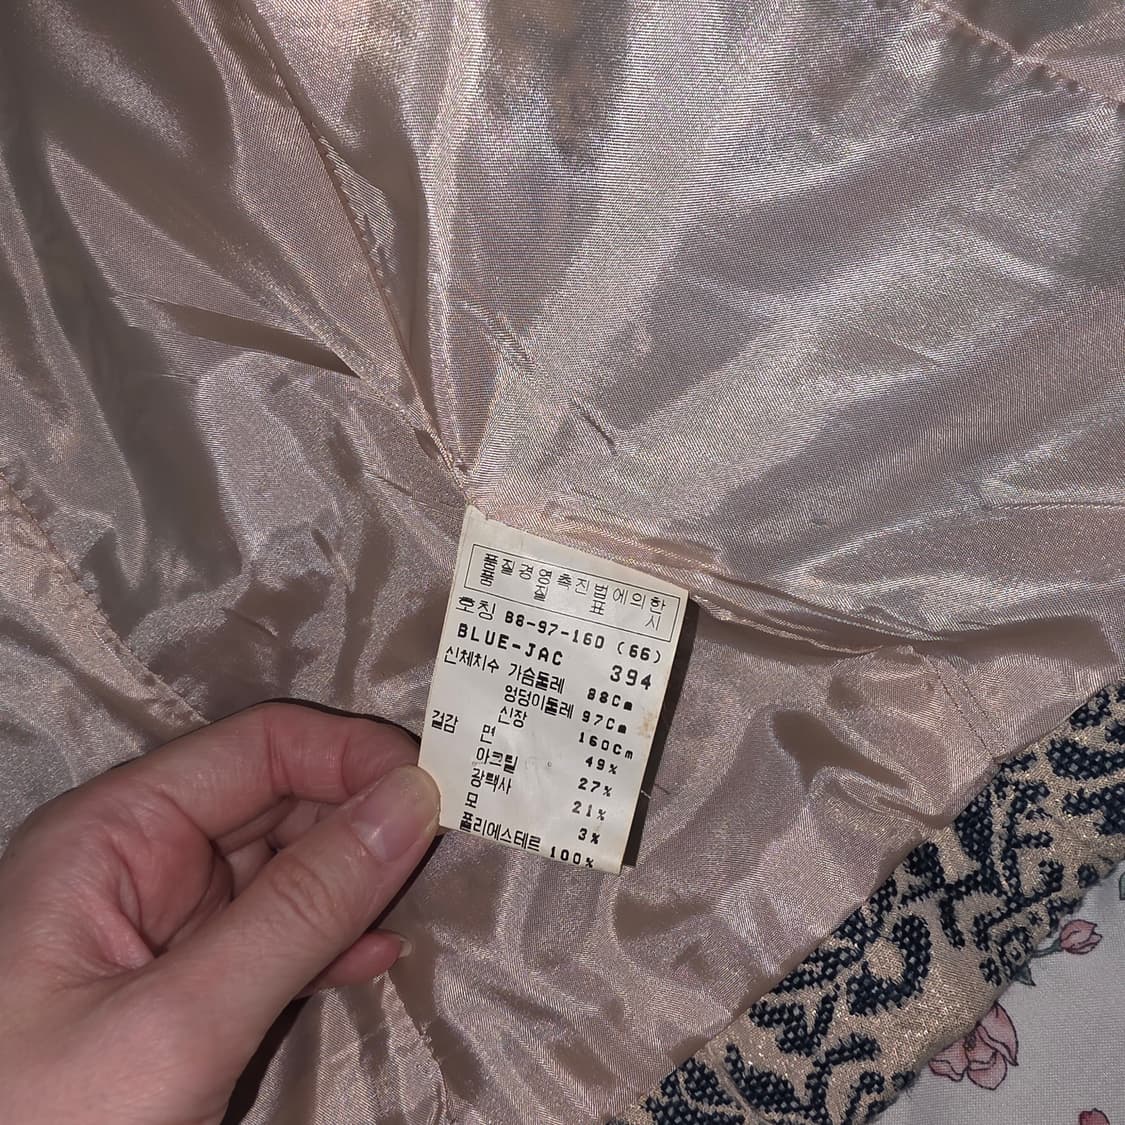 품질경영촉진법에의한
품 질 표 시
호칭 88-97-160 (66)
BLUE-JAC 394
신체치수 가슴둘레 88Cm
엉덩이둘레 97Cm
신장 160Cm
겉감 면 49%
아크릴 27%
광택사 21%
모 3%
폴리에스테르 100%